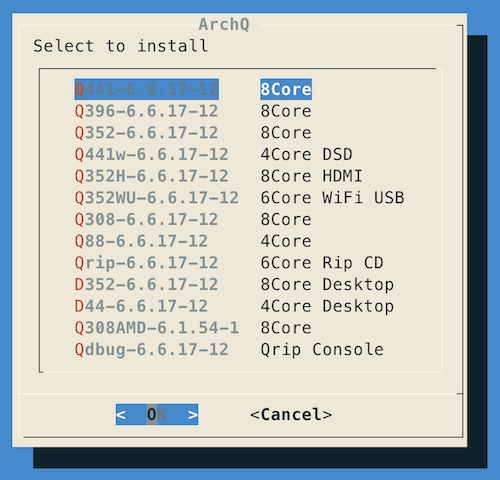 ArchQ
Select to install
Q441-6.6.17-12 8Core
Q396-6.6.17-12 8Core
Q352-6.6.17-12 8Core
Q441w-6.6.17-12 4Core DSD
Q352H-6.6.17-12 8Core HDMI
Q352WU-6.6.17-12 6Core WiFi USB
Q308-6.6.17-12 8Core
Q88-6.6.17-12 4Core
Qrip-6.6.17-12 6Core Rip CD
D352-6.6.17-12 8Core Desktop
D44-6.6.17-12 4Core Desktop
Q308AMD-6.1.54-1 8Core
Qdbug-6.6.17-12 Qrip Console
< OK > <Cancel>